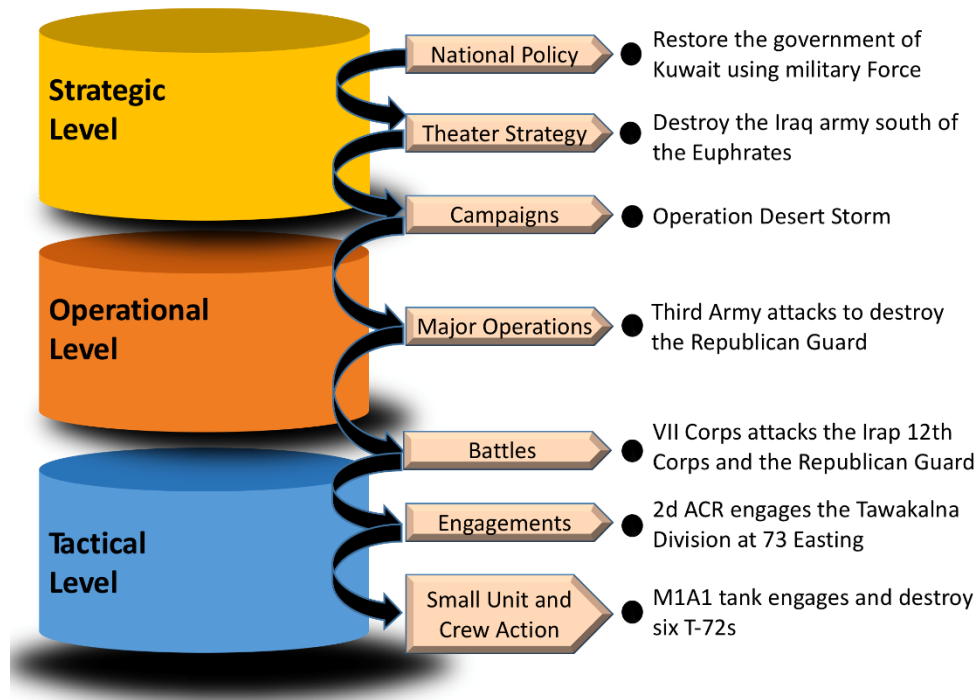 Strategic
Level
National Policy
Restore the government of
Kuwait using military Force
Theater Strategy
Destroy the Iraq army south of
the Euphrates
Campaigns
Operation Desert Storm
Operational
Level
Major Operations
Third Army attacks to destroy
the Republican Guard
Battles
VII Corps attacks the Irap 12th
Corps and the Republican Guard
Tactical
Level
Engagements
2d ACR engages the Tawakalna
Division at 73 Easting
Small Unit and
Crew Action
M1A1 tank engages and destroy
six T-72s